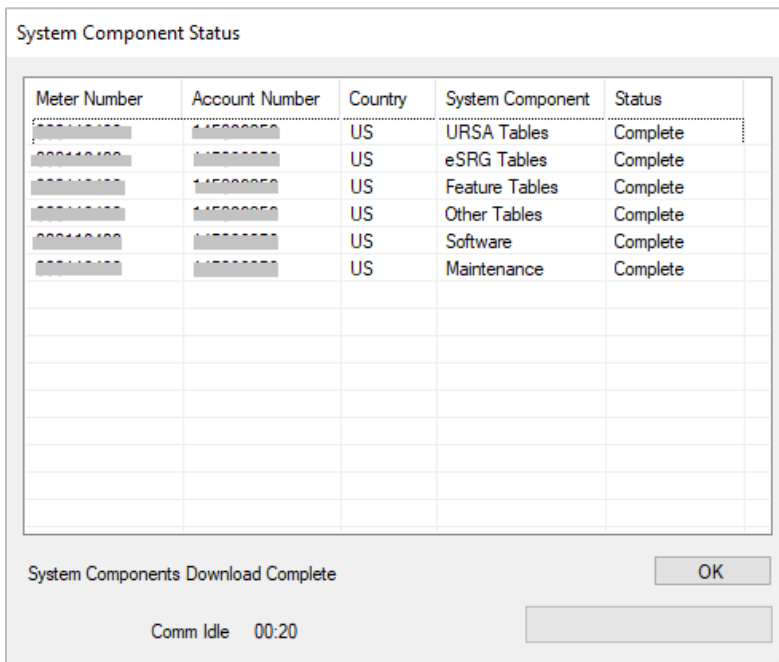 System Component Status
Meter Number Account Number Country System Component Status
US URSA Tables Complete
US eSRG Tables Complete
US Feature Tables Complete
US Other Tables Complete
US Software Complete
US Maintenance Complete
System Components Download Complete OK
Comm Idle 00:20